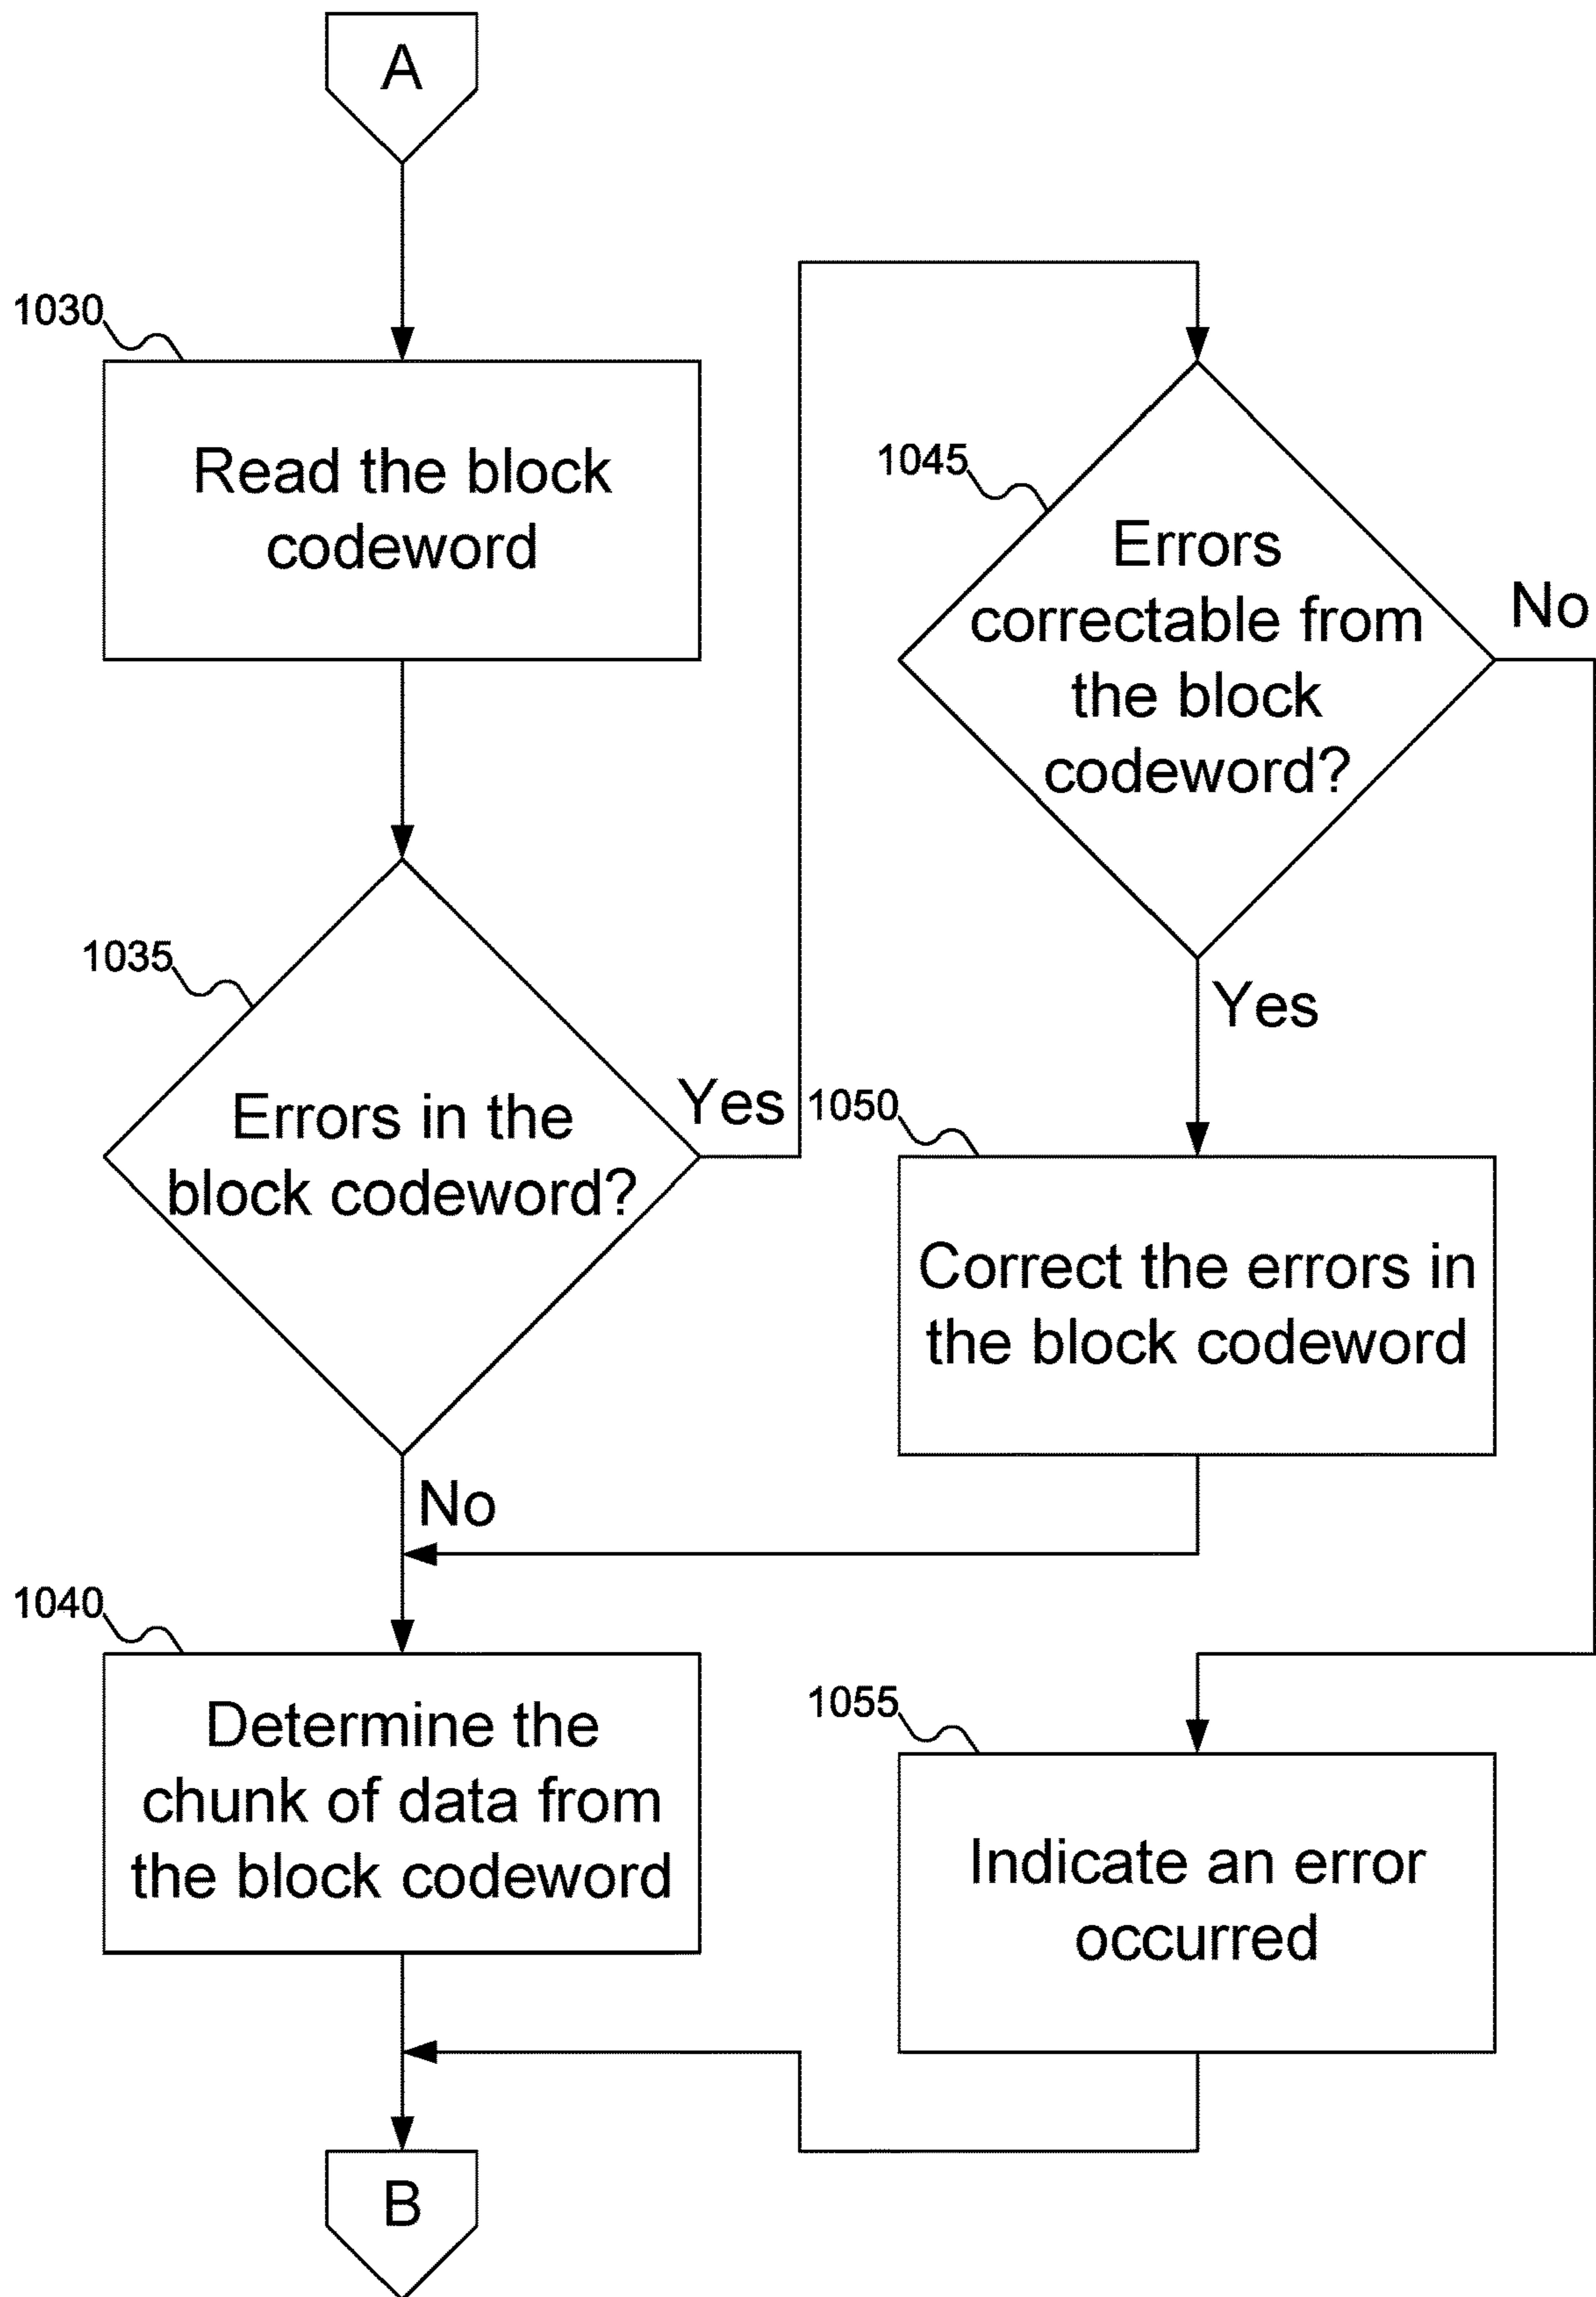 A
1030
Read the block
codeword
1035
Errors in the
block codeword?
Yes
No
1045
Errors
correctable from
the block
codeword?
No
Yes
1050
Correct the errors in
the block codeword
1040
Determine the
chunk of data from
the block codeword
1055
Indicate an error
occurred
B